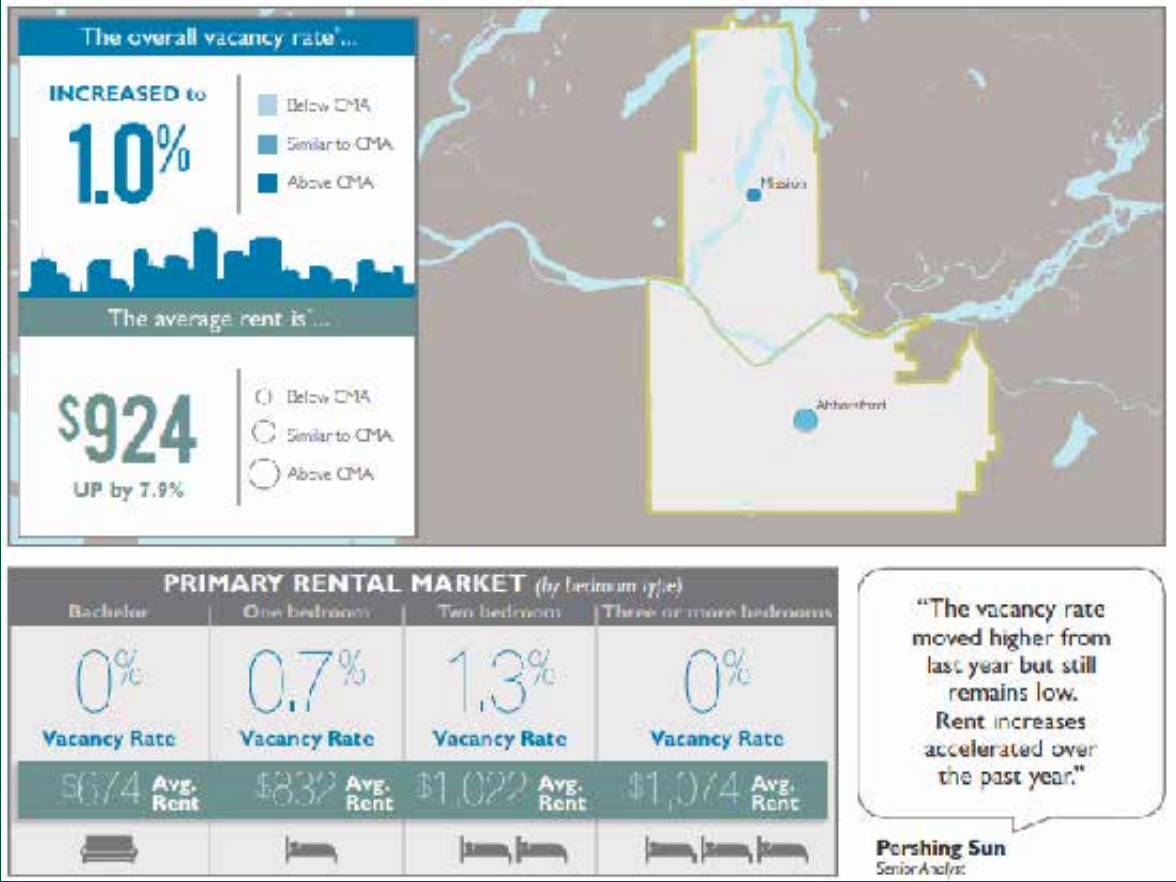 The overall vacancy rate*...
INCREASED to
1.0%
Below CMA
Similar to CMA
Above CMA
The average rent is*...
$924
UP by 7.9%
Below CMA
Similar to CMA
Above CMA
Mission
Abbotsford
PRIMARY RENTAL MARKET (by bedroom type)
Bachelor
One bedroom
Two bedroom
Three or more bedrooms
0%
0.7%
1.3%
0%
Vacancy Rate
Vacancy Rate
Vacancy Rate
Vacancy Rate
$674 Avg. Rent
$832 Avg. Rent
$1,022 Avg. Rent
$1,074 Avg. Rent
“The vacancy rate
moved higher from
last year but still
remains low.
Rent increases
accelerated over
the past year.”
Pershing Sun
Senior Analyst